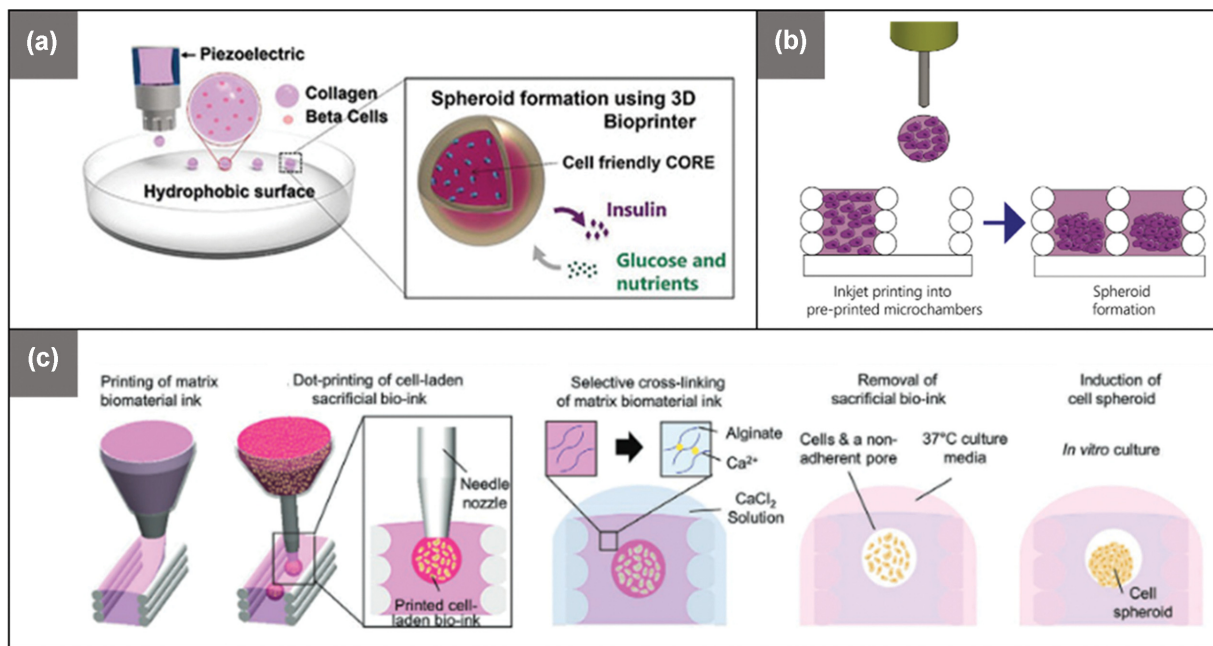 (a)
Piezoelectric
Collagen
Beta Cells
Hydrophobic surface
Spheroid formation using 3D
Bioprinter
Cell friendly CORE
Insulin
Glucose and
nutrients
(b)
Inkjet printing into
pre-printed microchambers
Spheroid
formation
(c)
Printing of matrix
biomaterial ink
. Dot-printing of cell-laden
sacrificial bio-ink
Needle
nozzle
Printed cell-
laden bio-ink
Selective cross-linking
of matrix biomaterial ink
Alginate
Ca²⁺
CaCl₂
Solution
Removal of
sacrificial bio-ink
Cells & a non-
adherent pore
37°C culture
media
Induction of
cell spheroid
In vitro culture
Cell
spheroid